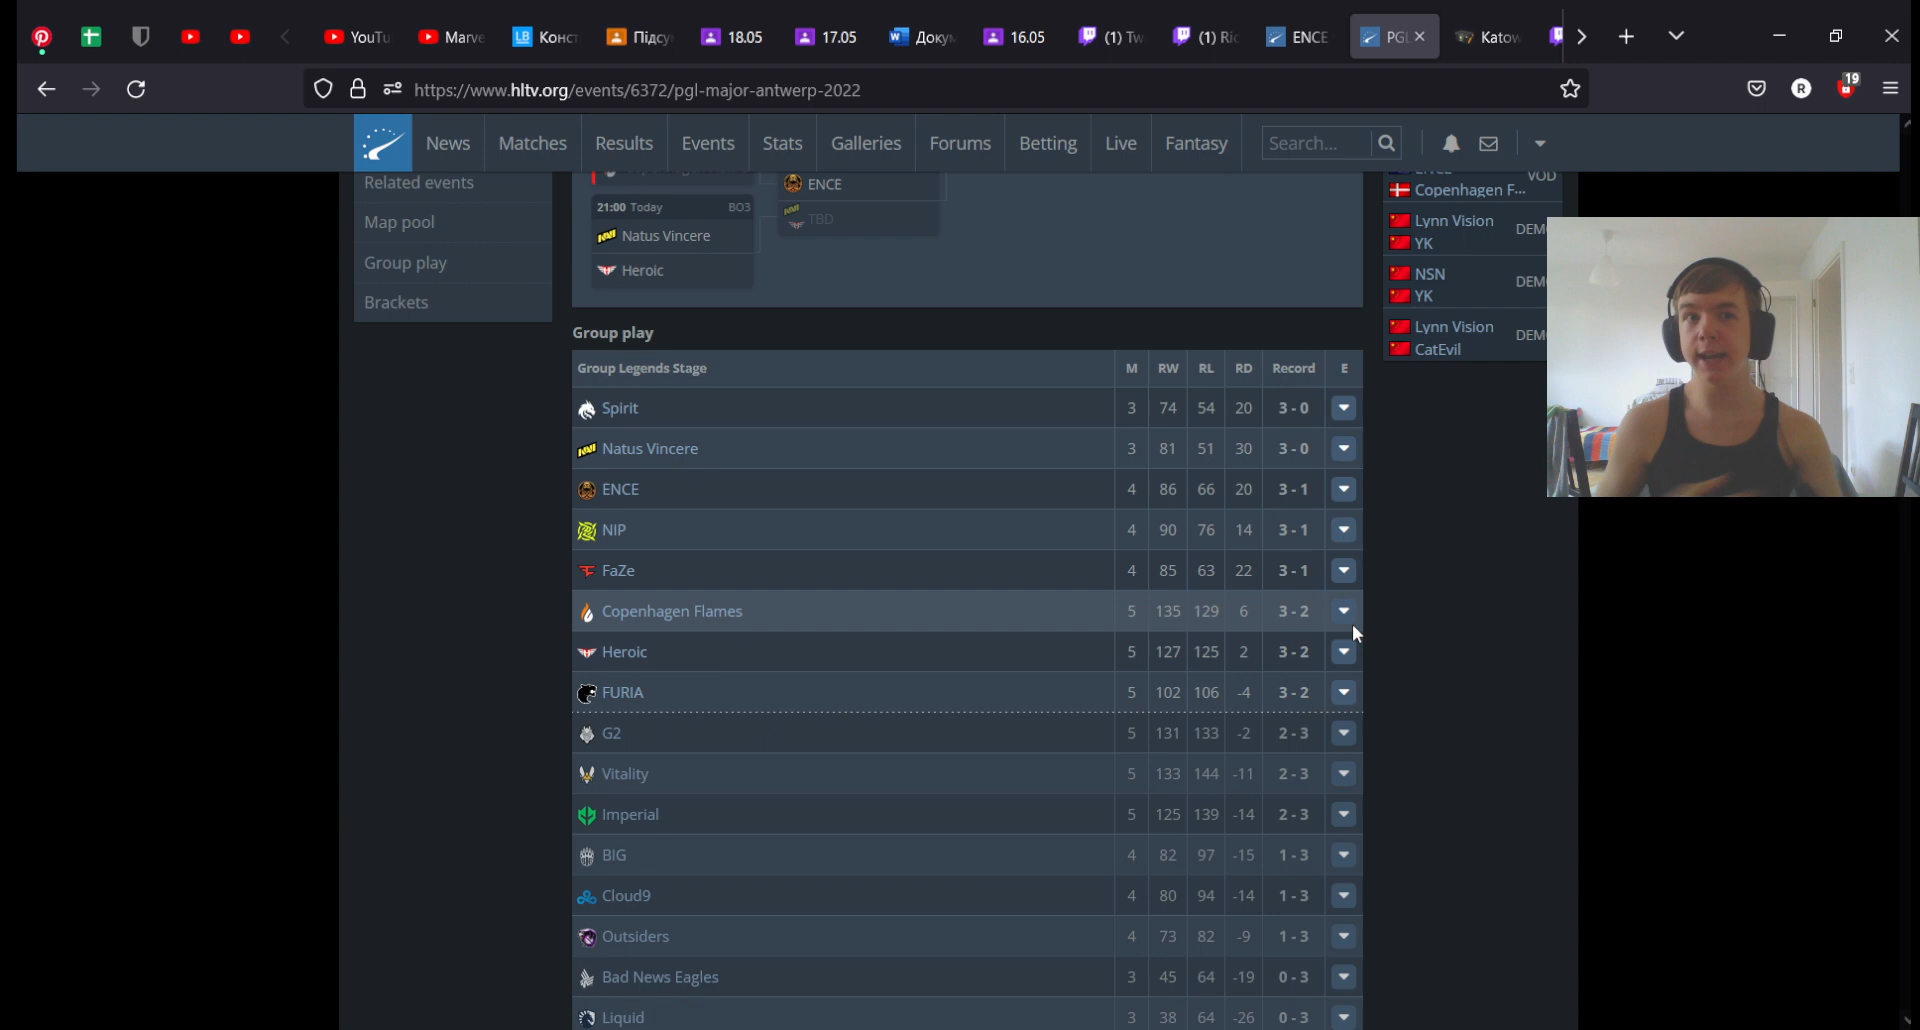 YouTu
Marve
LB Конст
Підсу
18.05
17.05
W Докум
16.05
(1) Tw
(1) Ric
ENCE
PGL
Katow
https://www.hltv.org/events/6372/pgl-major-antwerp-2022
R
19
News Matches Results Events Stats Galleries Forums Betting Live Fantasy Search...
Related events
Map pool
Group play
Brackets
ENCE
TBD
21:00 Today BO3
Natus Vincere
Heroic
ENCE
VOD
Copenhagen F...
Lynn Vision
YK
DEM
NSN
YK
DEM
Lynn Vision
CatEvil
DEM
Group play
Group Legends Stage M RW RL RD Record E
Spirit 3 74 54 20 3 - 0
Natus Vincere 3 81 51 30 3 - 0
ENCE 4 86 66 20 3 - 1
NIP 4 90 76 14 3 - 1
FaZe 4 85 63 22 3 - 1
Copenhagen Flames 5 135 129 6 3 - 2
Heroic 5 127 125 2 3 - 2
FURIA 5 102 106 -4 3 - 2
G2 5 131 133 -2 2 - 3
Vitality 5 133 144 -11 2 - 3
Imperial 5 125 139 -14 2 - 3
BIG 4 82 97 -15 1 - 3
Cloud9 4 80 94 -14 1 - 3
Outsiders 4 73 82 -9 1 - 3
Bad News Eagles 3 45 64 -19 0 - 3
Liquid 3 38 64 -26 0 - 3